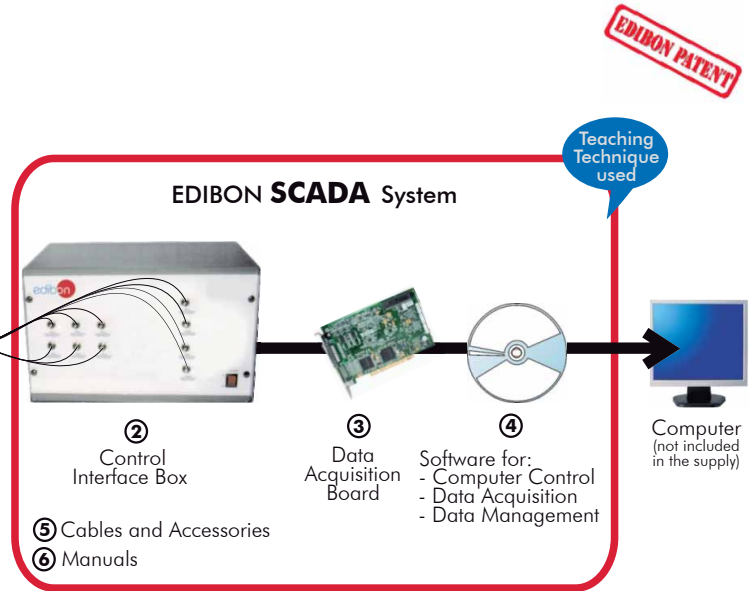 EDIBON PATENT
Teaching
Technique
used
EDIBON SCADA System
edibon
2
Control
Interface Box
3
Data
Acquisition
Board
4
Software for:
- Computer Control
- Data Acquisition
- Data Management
Computer
(not included
in the supply)
5 Cables and Accessories
6 Manuals